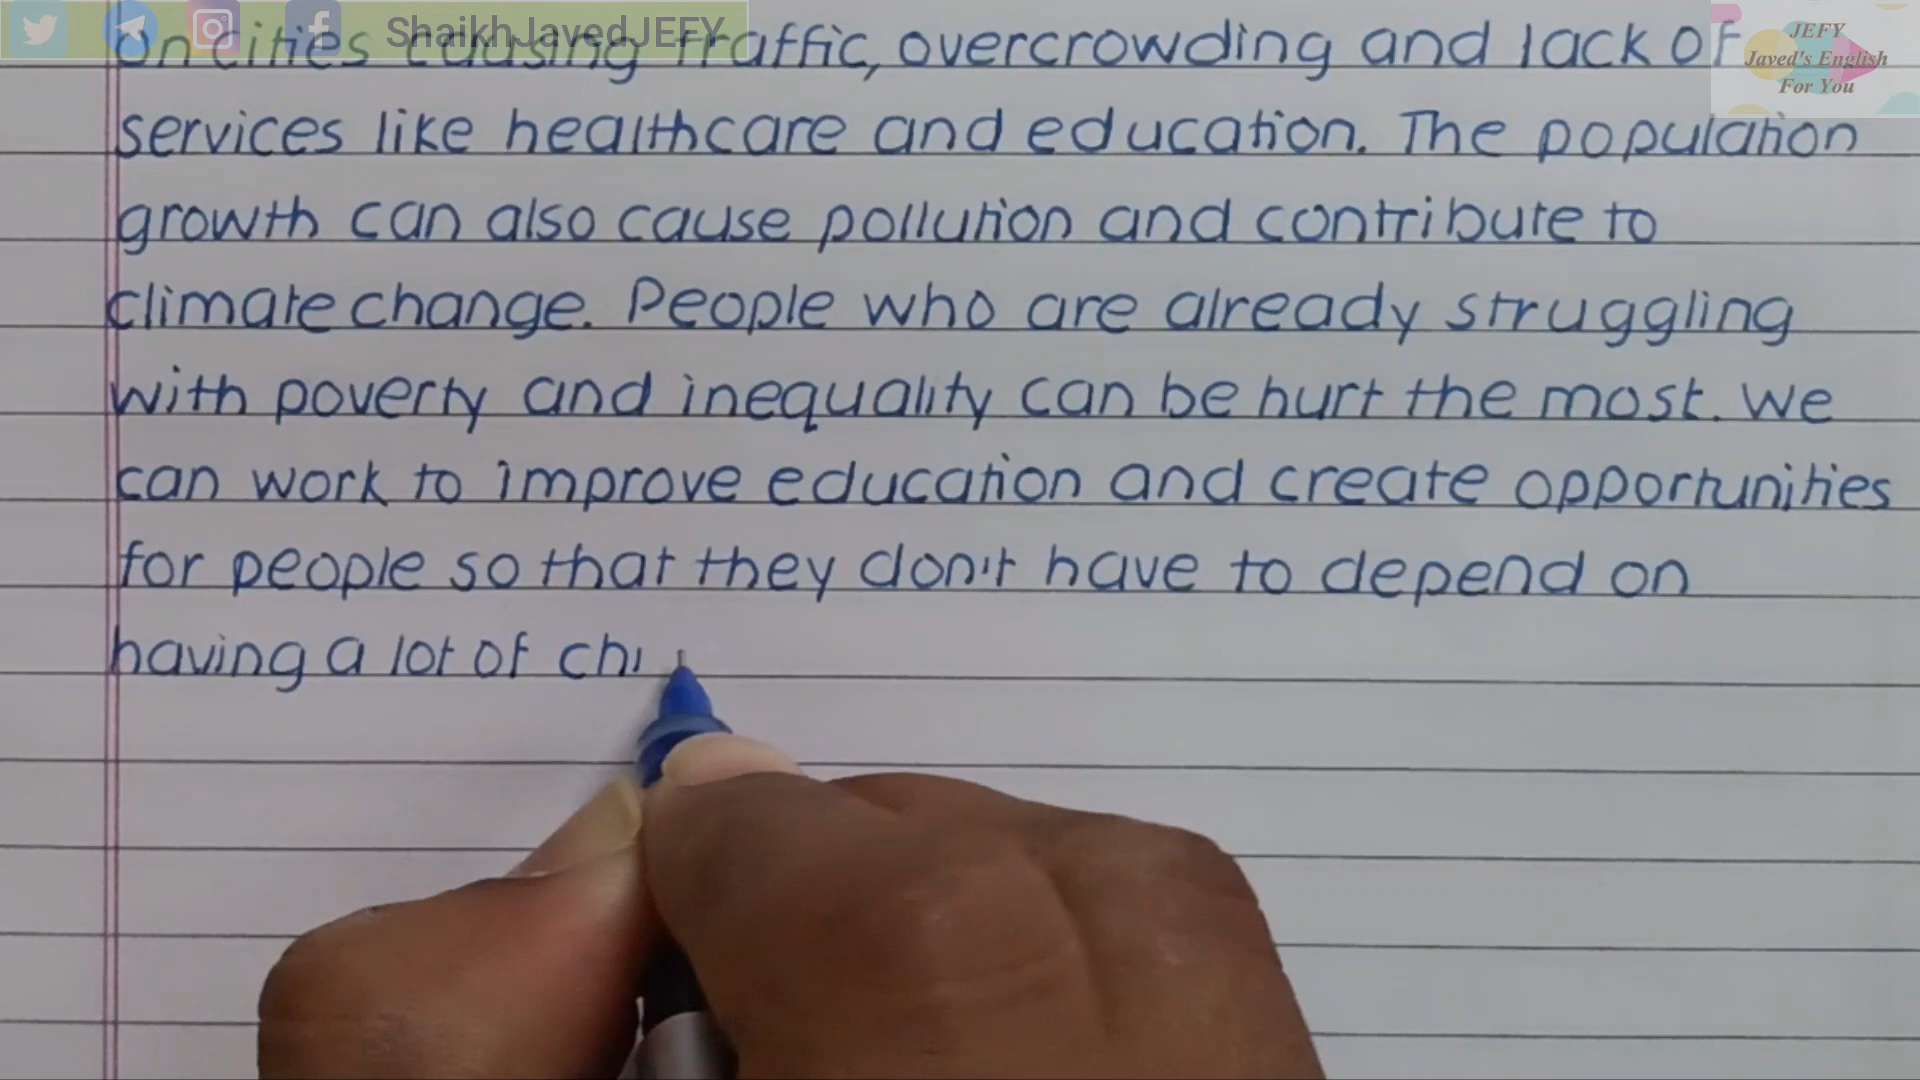 ShaikhJavedJEFY
JEFY
Javed's English
For You
on cities causing traffic, overcrowding and lack of
services like healthcare and education. The population
growth can also cause pollution and contribute to
climate change. People who are already struggling
with poverty and inequality can be hurt the most. We
can work to improve education and create opportunities
for people so that they don't have to depend on
having a lot of chi